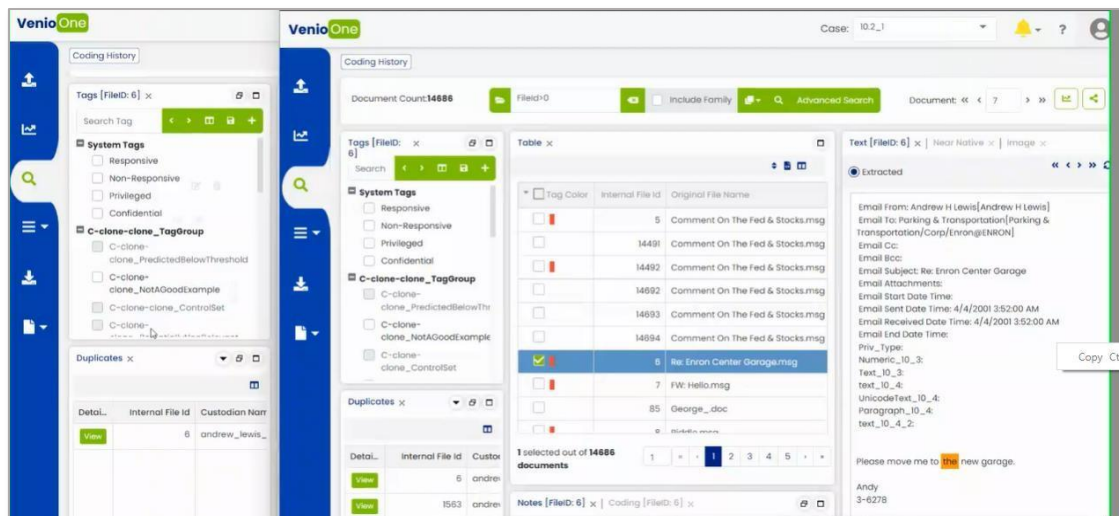 VenioOne
Coding History
Tags [FileID: 6] ×
Search Tag
System Tags
Responsive
Non-Responsive
Privileged
Confidential
C-clone-clone_TagGroup
C-clone-
clone_PredictedBelowThreshold
C-clone-
clone_NotAGoodExample
C-clone-clone_ControlSet
C-clone-
Duplicates ×
Detai... Internal File Id Custodian Nam
View 6 andrew_lewis_
VenioOne
Case: 10.2_1
?
Coding History
Document Count:14686
FileId>0
Include Family
Advanced Search
Document: « < 7 > »
Tags [FileID: ×
6]
Search
System Tags
Responsive
Non-Responsive
Privileged
Confidential
C-clone-clone_TagGroup
C-clone-
clone_PredictedBelowThr
C-clone-
clone_NotAGoodExample
C-clone-
clone_ControlSet
Duplicates ×
Detai... Internal File Id Custo
View 6 andre
View 1563 andre
Table ×
Tag Color Internal File Id Original File Name
5 Comment On The Fed & Stocks.msg
14491 Comment On The Fed & Stocks.msg
14492 Comment On The Fed & Stocks.msg
14692 Comment On The Fed & Stocks.msg
14693 Comment On The Fed & Stocks.msg
14694 Comment On The Fed & Stocks.msg
6 Re: Enron Center Garage.msg
7 FW: Hello.msg
85 George_.doc
1 selected out of 14686
documents
1 « ‹ 1 2 3 4 5 › »
Notes [FileID: 6] × | Coding [FileID: 6] ×
Text [FileID: 6] × | Near Native × | Image ×
« < > »
Extracted
Email From: Andrew H Lewis[Andrew H Lewis]
Email To: Parking & Transportation[Parking &
Transportation/Corp/Enron@ENRON]
Email Cc:
Email Bcc:
Email Subject: Re: Enron Center Garage
Email Attachments:
Email Start Date Time:
Email Sent Date Time: 4/4/2001 3:52:00 AM
Email Received Date Time: 4/4/2001 3:52:00 AM
Email End Date Time:
Priv_Type:
Numeric_10_3:
Text_10_3:
text_10_4:
UnicodeText_10_4:
Paragraph_10_4:
text_10_4_2:
Please move me to the new garage.
Andy
3-6278
Copy Ct